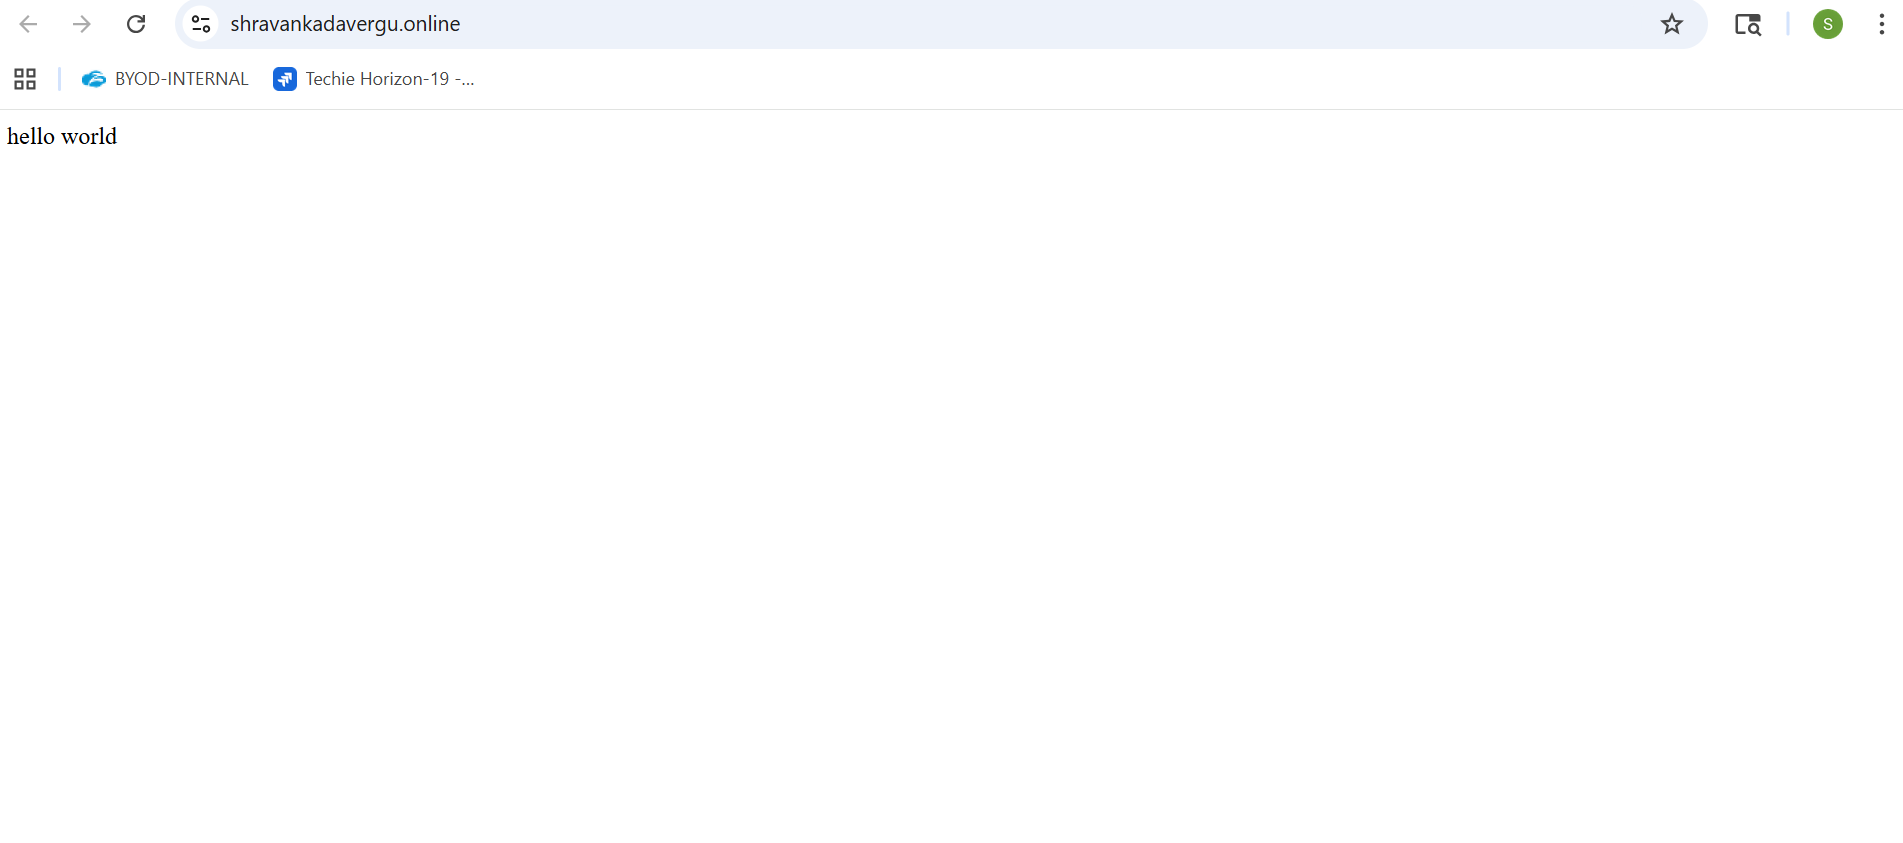 shravankadavergu.online
S
BYOD-INTERNAL
Techie Horizon-19 -...
hello world